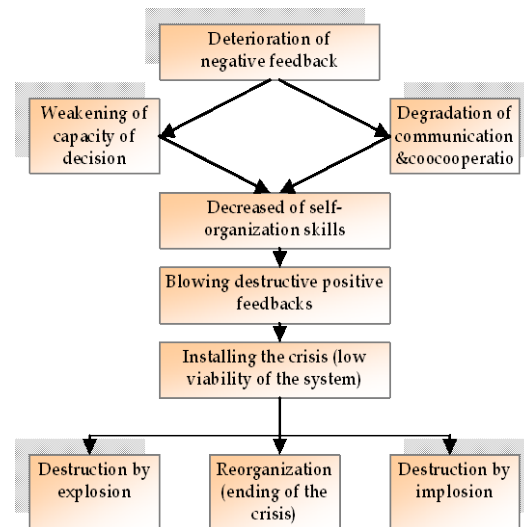 Deterioration of
negative feedback
Weakening of
capacity of
decision
Degradation of
communication
&coocooperatio
Decreased of self-
organization skills
Blowing destructive positive
feedbacks
Installing the crisis (low
viability of the system)
Destruction by
explosion
Reorganization
(ending of the
crisis)
Destruction by
implosion